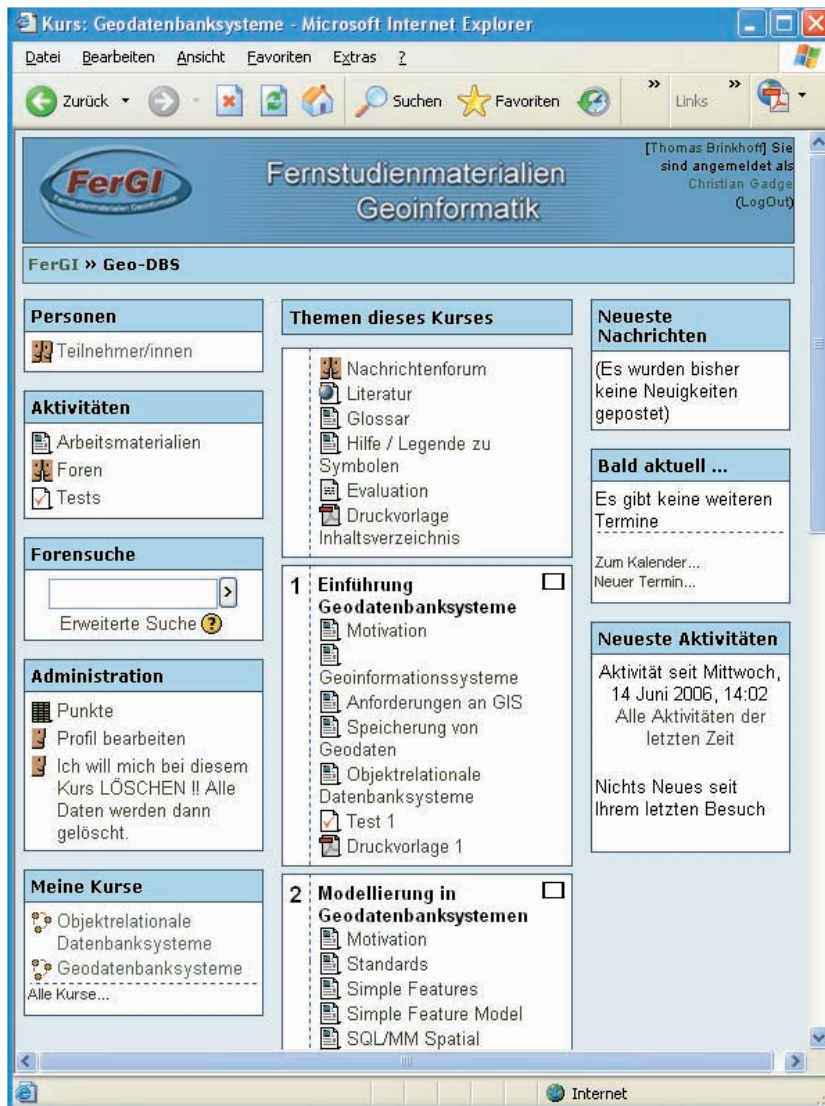 Kurs: Geodatenbanksysteme - Microsoft Internet Explorer
Datei Bearbeiten Ansicht Favoriten Extras ?
Zurück Suchen Favoriten » Links »
FerGI
Fernstudienmaterialien
Geoinformatik
[Thomas Brinkhoff] Sie
sind angemeldet als
Christian Gadge
(LogOut)
FerGI » Geo-DBS
Personen
Teilnehmer/innen
Aktivitäten
Arbeitsmaterialien
Foren
Tests
Forensuche
>
Erweiterte Suche ?
Administration
Punkte
Profil bearbeiten
Ich will mich bei diesem
Kurs LÖSCHEN !! Alle
Daten werden dann
gelöscht.
Meine Kurse
Objektrelationale
Datenbanksysteme
Geodatenbanksysteme
Alle Kurse...
Themen dieses Kurses
Nachrichtenforum
Literatur
Glossar
Hilfe / Legende zu
Symbolen
Evaluation
Druckvorlage
Inhaltsverzeichnis
1 Einführung
Geodatenbanksysteme
Motivation
Geoinformationssysteme
Anforderungen an GIS
Speicherung von
Geodaten
Objektrelationale
Datenbanksysteme
Test 1
Druckvorlage 1
2 Modellierung in
Geodatenbanksystemen
Motivation
Standards
Simple Features
Simple Feature Model
SQL/MM Spatial
Neueste
Nachrichten
(Es wurden bisher
keine Neuigkeiten
gepostet)
Bald aktuell ...
Es gibt keine weiteren
Termine
Zum Kalender...
Neuer Termin...
Neueste Aktivitäten
Aktivität seit Mittwoch,
14 Juni 2006, 14:02
Alle Aktivitäten der
letzten Zeit
Nichts Neues seit
Ihrem letzten Besuch
Internet